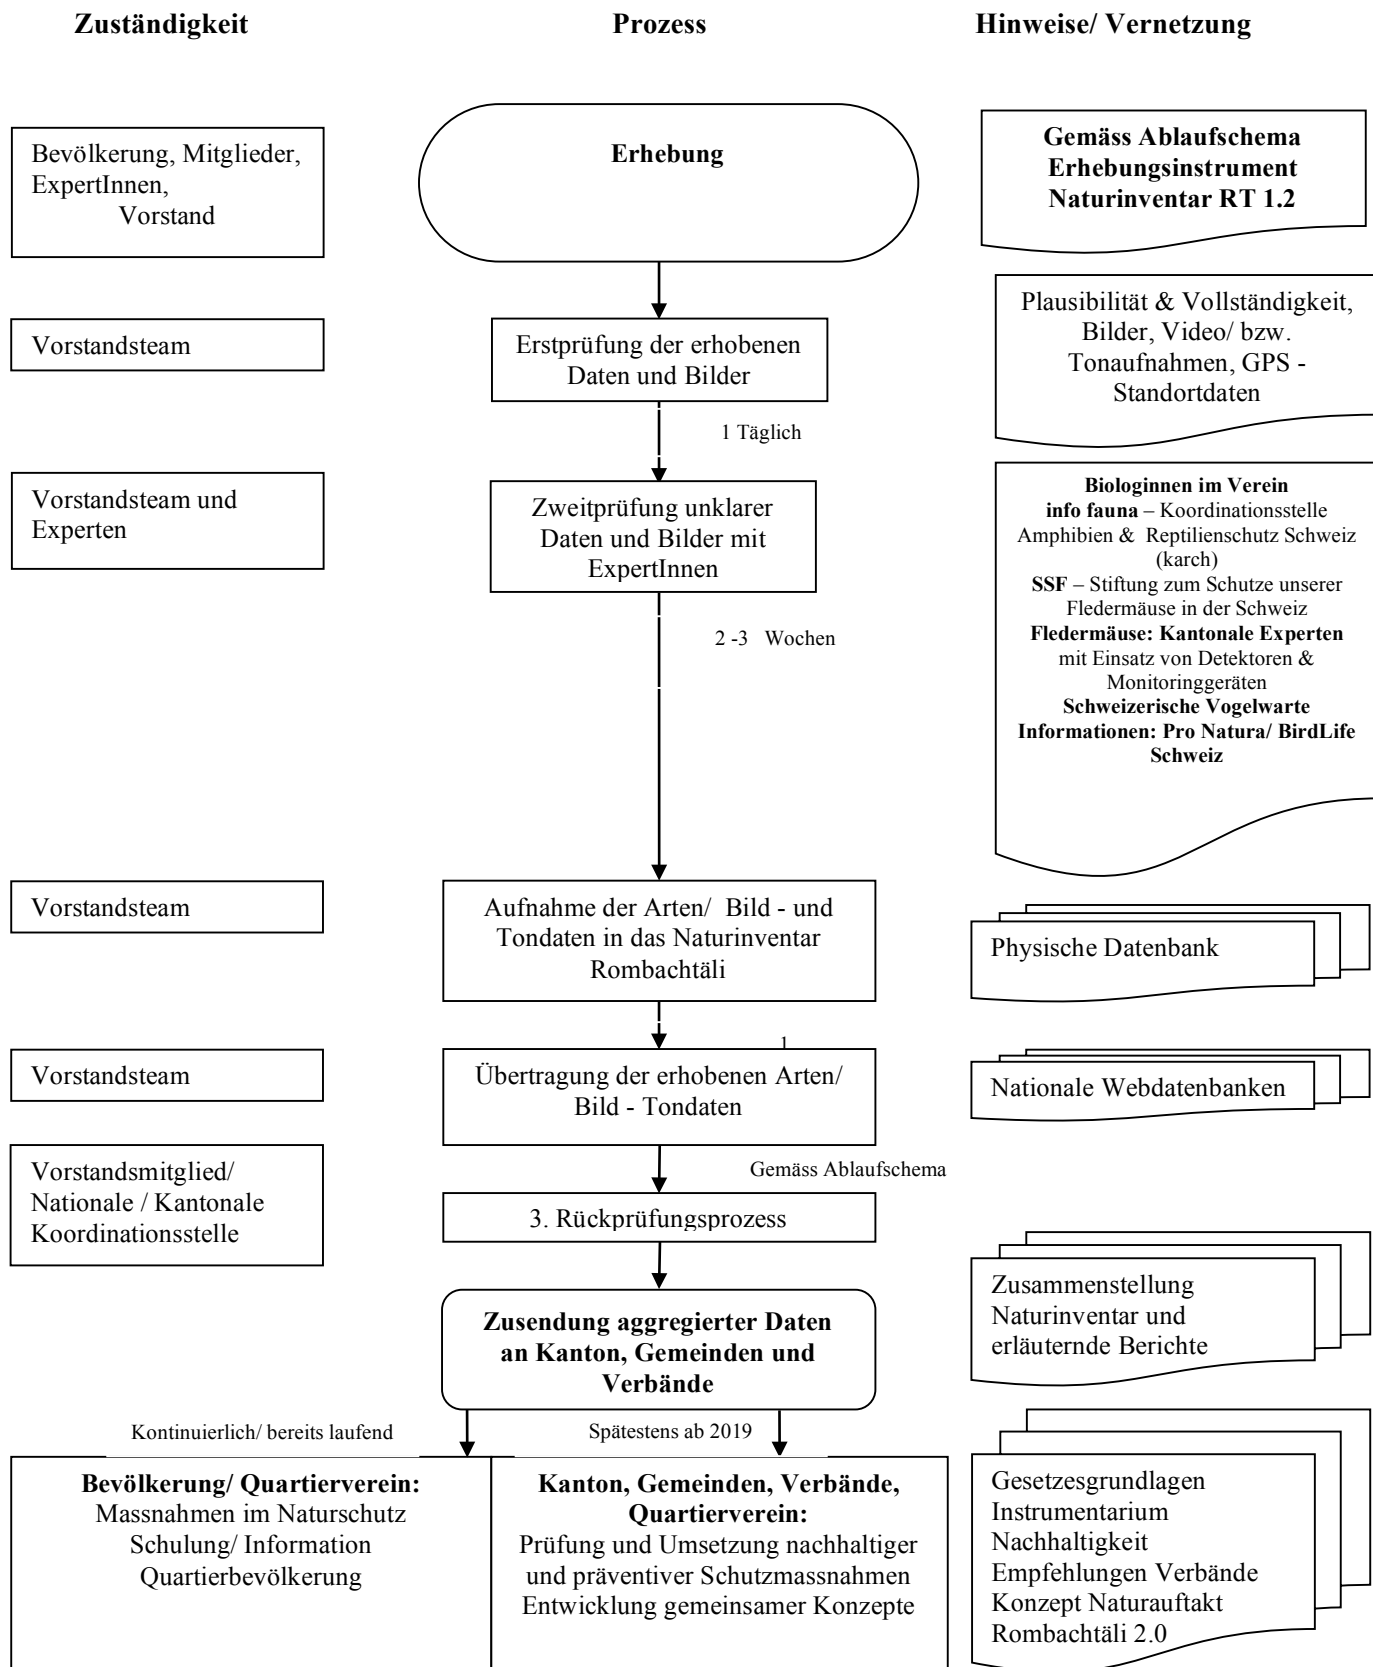 Zuständigkeit
Prozess
Hinweise/ Vernetzung
Bevölkerung, Mitglieder,
ExpertInnen,
Vorstand
Erhebung
Gemäss Ablaufschema
Erhebungsinstrument
Naturinventar RT 1.2
Vorstandsteam
Erstprüfung der erhobenen
Daten und Bilder
Plausibilität & Vollständigkeit,
Bilder, Video/ bzw.
Tonaufnahmen, GPS -
Standortdaten
1 Täglich
Vorstandsteam und
Experten
Zweitprüfung unklarer
Daten und Bilder mit
ExpertInnen
Biologinnen im Verein
info fauna – Koordinationsstelle
Amphibien & Reptilienschutz Schweiz
(karch)
SSF – Stiftung zum Schutze unserer
Fledermäuse in der Schweiz
Fledermäuse: Kantonale Experten
mit Einsatz von Detektoren &
Monitoringgeräten
Schweizerische Vogelwarte
Informationen: Pro Natura/ BirdLife
Schweiz
2 -3 Wochen
Vorstandsteam
Aufnahme der Arten/ Bild - und
Tondaten in das Naturinventar
Rombachtäli
Physische Datenbank
1
Vorstandsteam
Übertragung der erhobenen Arten/
Bild - Tondaten
Nationale Webdatenbanken
Gemäss Ablaufschema
Vorstandsmitglied/
Nationale / Kantonale
Koordinationsstelle
3. Rückprüfungsprozess
Zusendung aggregierter Daten
an Kanton, Gemeinden und
Verbände
Zusammenstellung
Naturinventar und
erläuternde Berichte
Kontinuierlich/ bereits laufend
Spätestens ab 2019
Bevölkerung/ Quartierverein:
Massnahmen im Naturschutz
Schulung/ Information
Quartierbevölkerung
Kanton, Gemeinden, Verbände,
Quartierverein:
Prüfung und Umsetzung nachhaltiger
und präventiver Schutzmassnahmen
Entwicklung gemeinsamer Konzepte
Gesetzesgrundlagen
Instrumentarium
Nachhaltigkeit
Empfehlungen Verbände
Konzept Naturauftakt
Rombachtäli 2.0